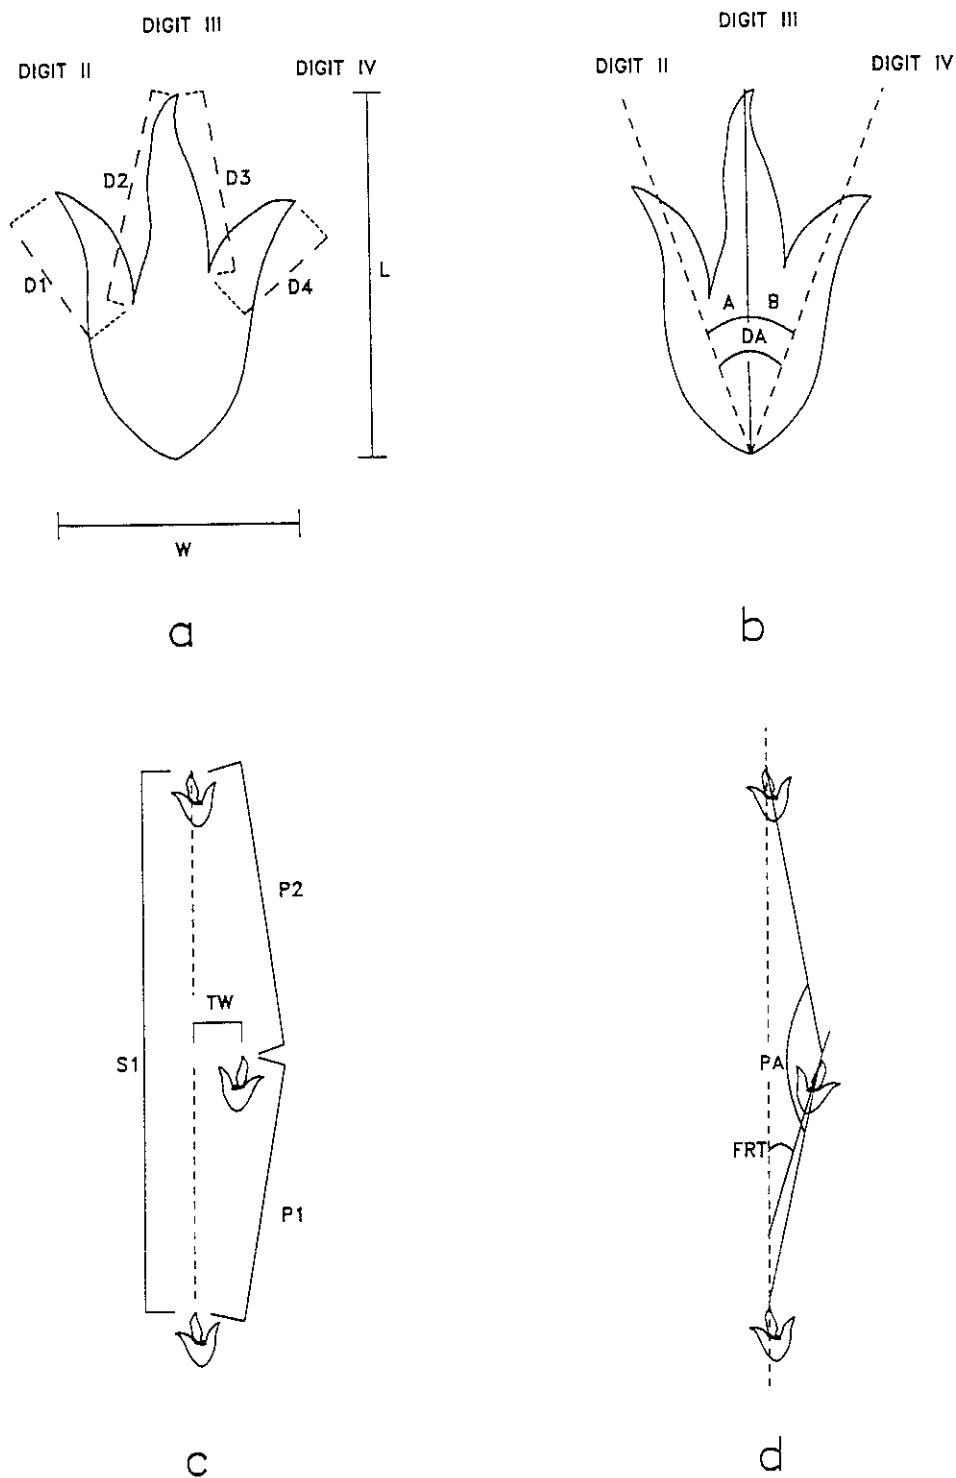 DIGIT III
DIGIT II
DIGIT IV
D2
D3
D1
D4
L
W
a
DIGIT III
DIGIT II
DIGIT IV
A
B
DA
b
P2
TW
S1
P1
c
PA
FRT
d